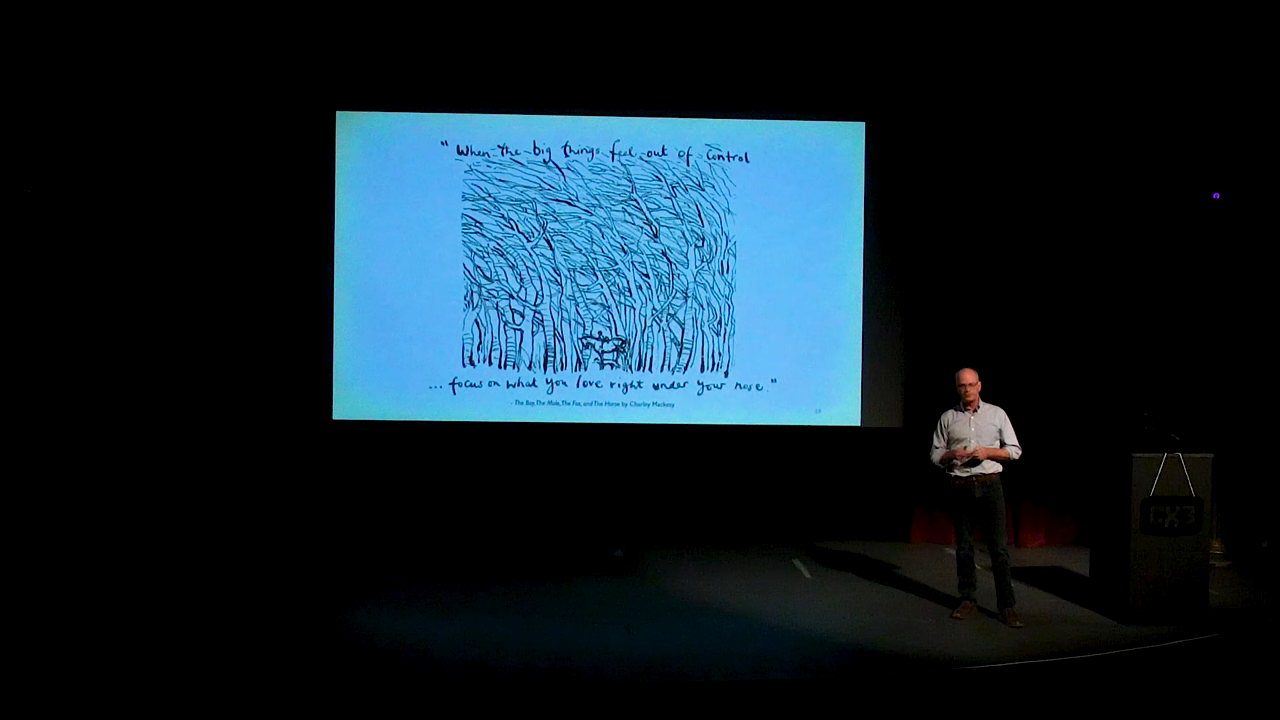 " When the big things feel out of control
... focus on what you love right under your nose."
- The Boy, The Mole, The Fox, and The Horse by Charley Mackesy